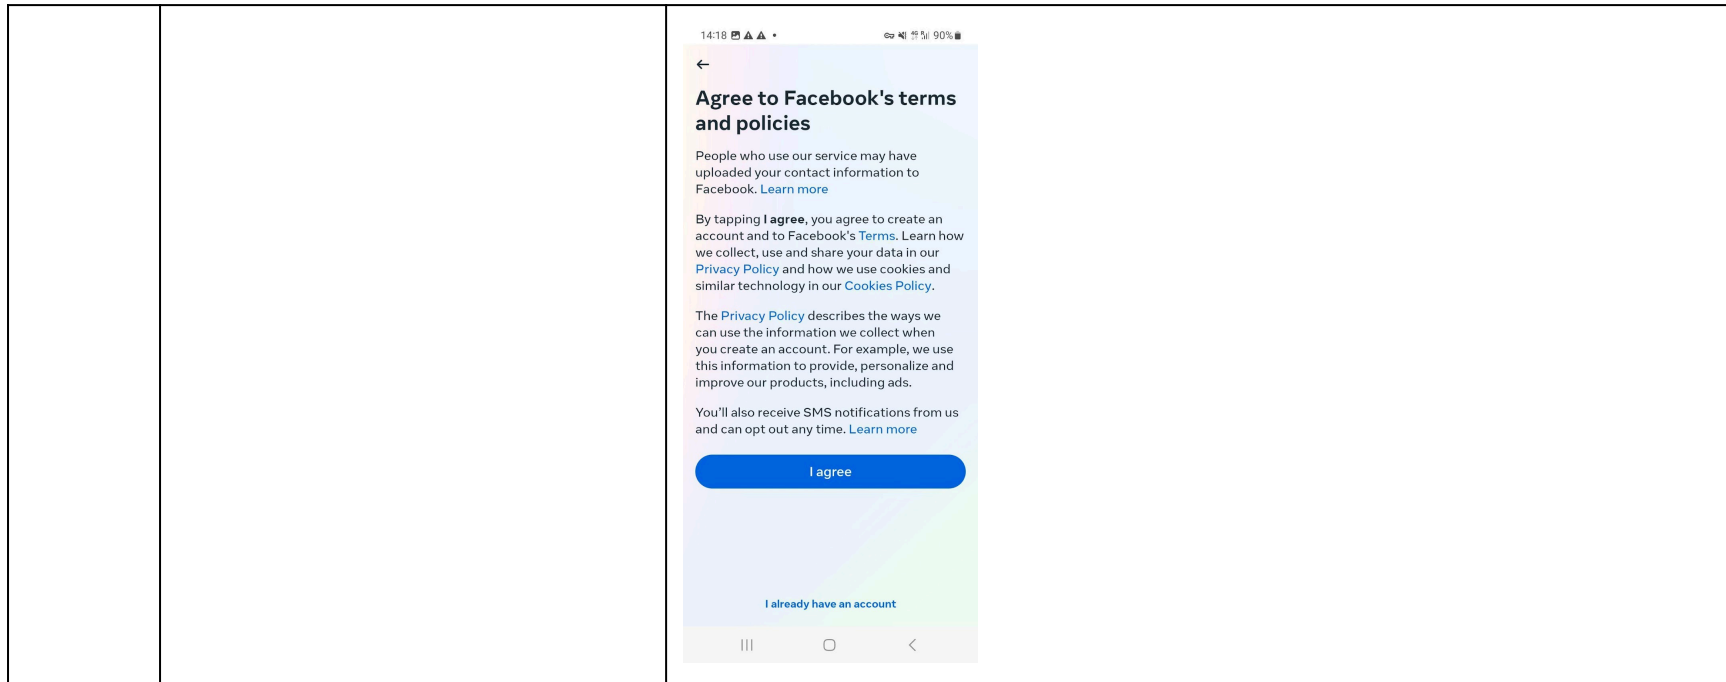 14:18
90%
Agree to Facebook's terms
and policies
People who use our service may have
uploaded your contact information to
Facebook. Learn more
By tapping I agree, you agree to create an
account and to Facebook's Terms. Learn how
we collect, use and share your data in our
Privacy Policy and how we use cookies and
similar technology in our Cookies Policy.
The Privacy Policy describes the ways we
can use the information we collect when
you create an account. For example, we use
this information to provide, personalize and
improve our products, including ads.
You’ll also receive SMS notifications from us
and can opt out any time. Learn more
I agree
I already have an account